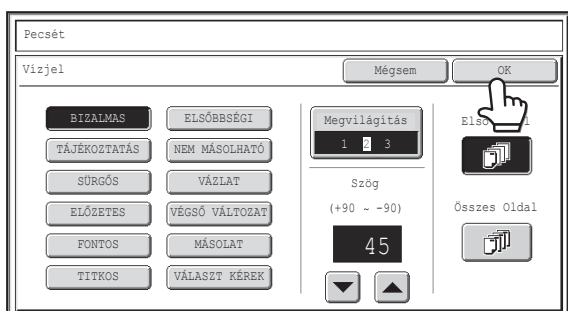 Pecsét
Vízjel
Mégsem
OK
BIZALMAS
ELSŐBBSÉGI
TÁJÉKOZTATÁS
NEM MÁSOLHATÓ
SÜRGŐS
VÁZLAT
ELŐZETES
VÉGSŐ VÁLTOZAT
FONTOS
MÁSOLAT
TITKOS
VÁLASZT KÉREK
Megvilágítás
1 2 3
Szög
(+90 ~ -90)
45
Összes Oldal